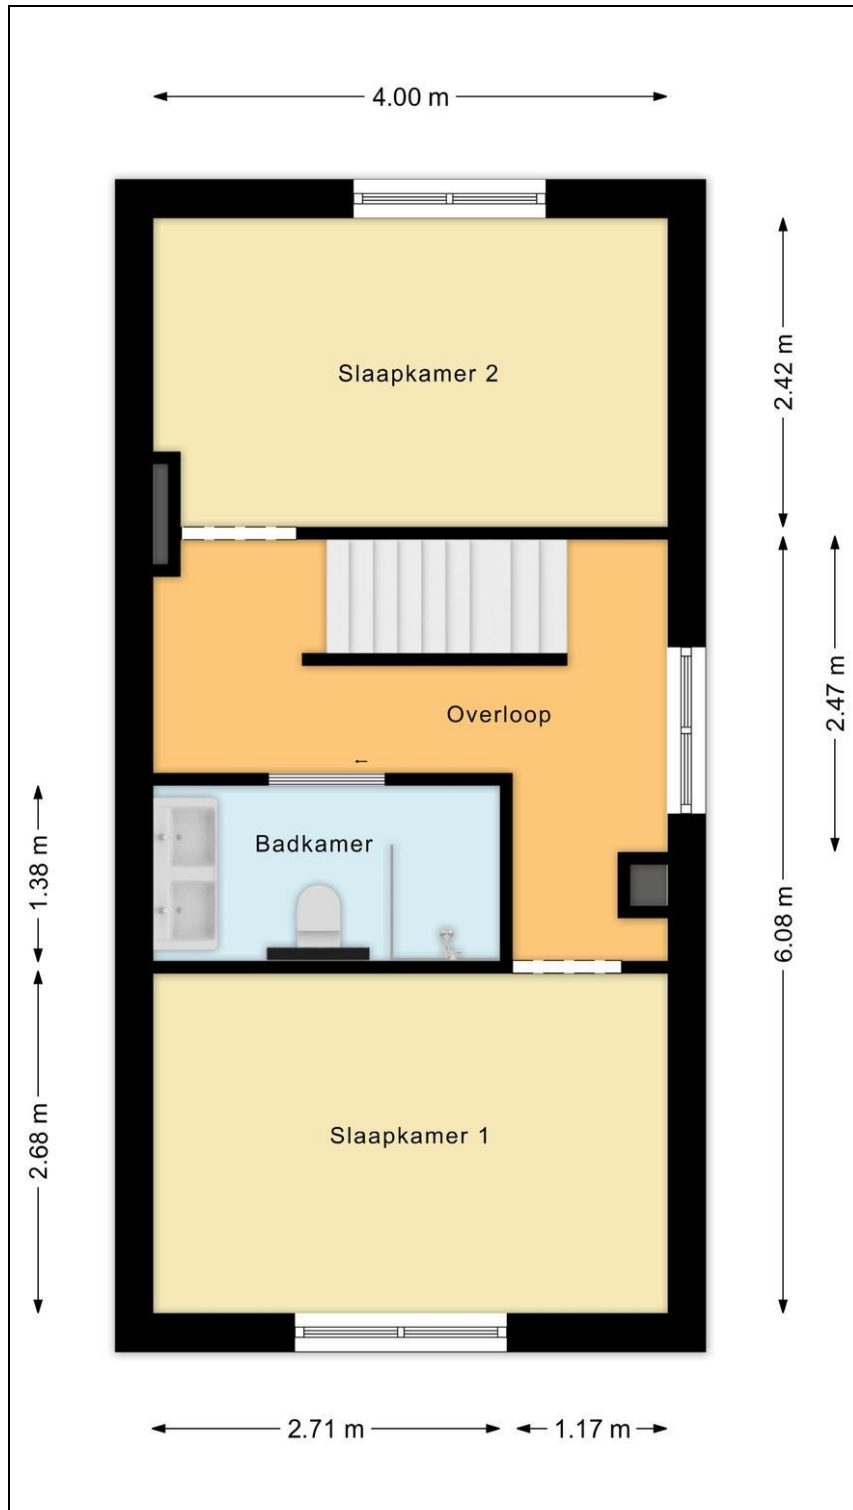 4.00 m
Slaapkamer 2
2.42 m
Overloop
2.47 m
Badkamer
1.38 m
6.08 m
2.68 m
Slaapkamer 1
2.71 m
1.17 m